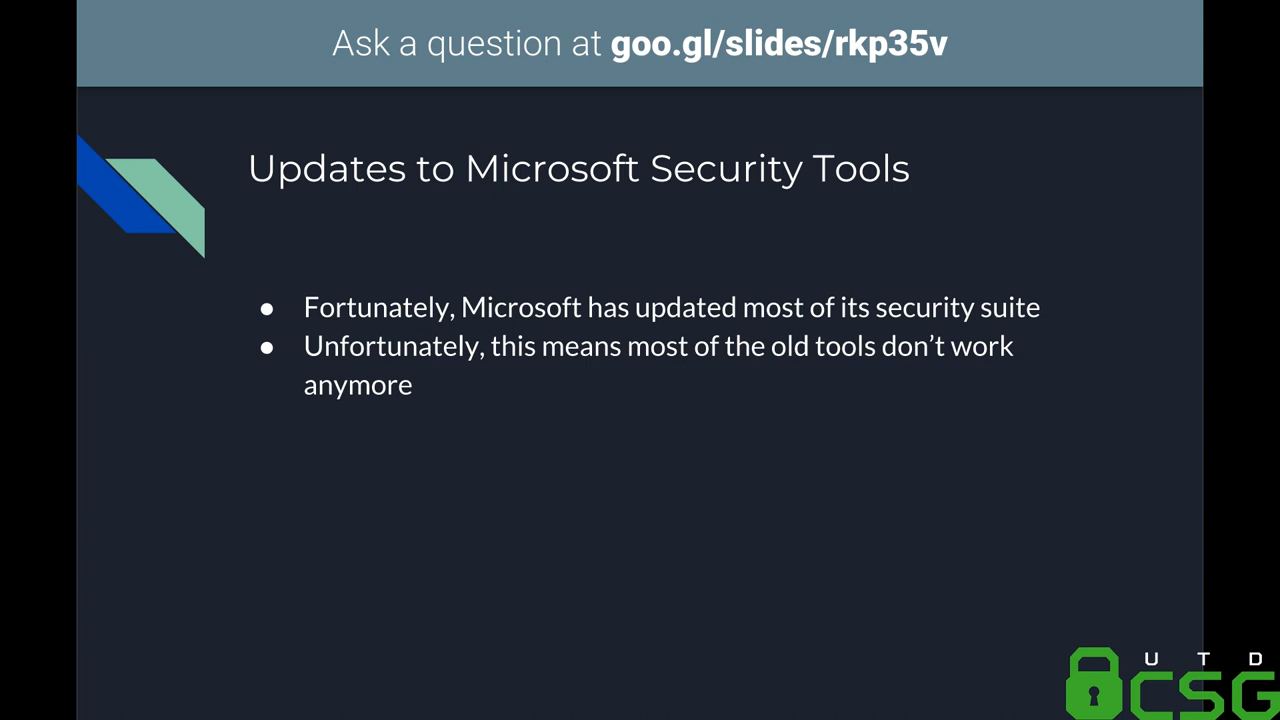 Ask a question at goo.gl/slides/rkp35v
Updates to Microsoft Security Tools
● Fortunately, Microsoft has updated most of its security suite
● Unfortunately, this means most of the old tools don’t work
anymore
UTD
CSG